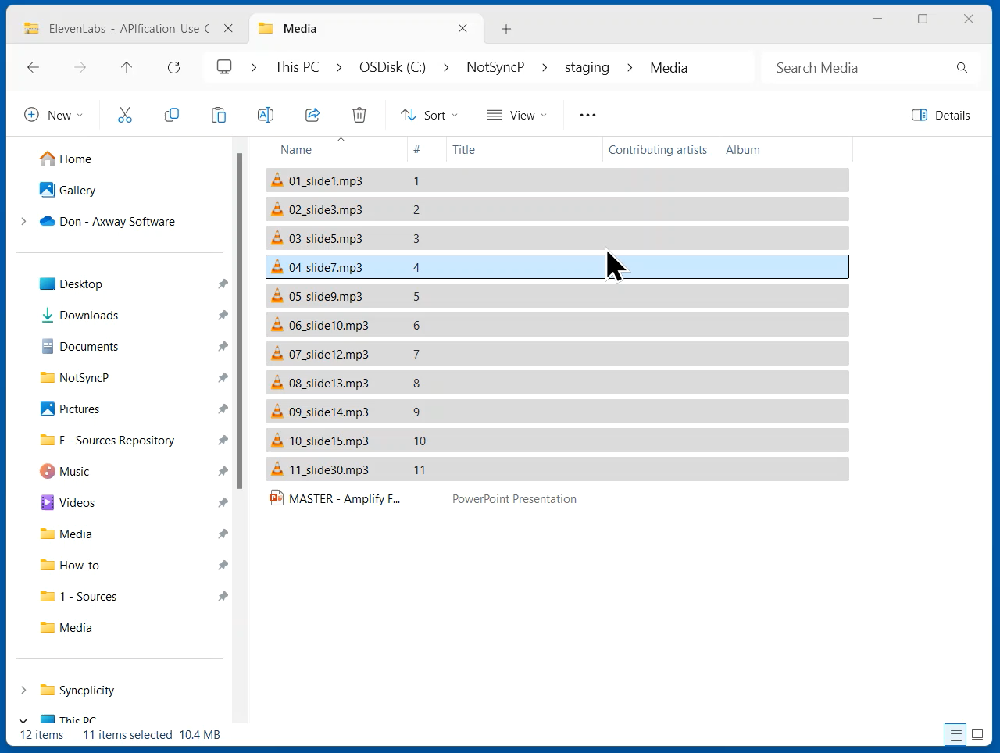 ElevenLabs_-_APIfication_Use_C
Media
This PC > OSDisk (C:) > NotSyncP > staging > Media
Search Media
New
Sort
View
Details
Home
Gallery
Don - Axway Software
Desktop
Downloads
Documents
NotSyncP
Pictures
F - Sources Repository
Music
Videos
Media
How-to
1 - Sources
Media
Syncplicity
This PC
Name # Title Contributing artists Album
01_slide1.mp3 1
02_slide3.mp3 2
03_slide5.mp3 3
04_slide7.mp3 4
05_slide9.mp3 5
06_slide10.mp3 6
07_slide12.mp3 7
08_slide13.mp3 8
09_slide14.mp3 9
10_slide15.mp3 10
11_slide30.mp3 11
MASTER - Amplify F... PowerPoint Presentation
12 items 11 items selected 10.4 MB